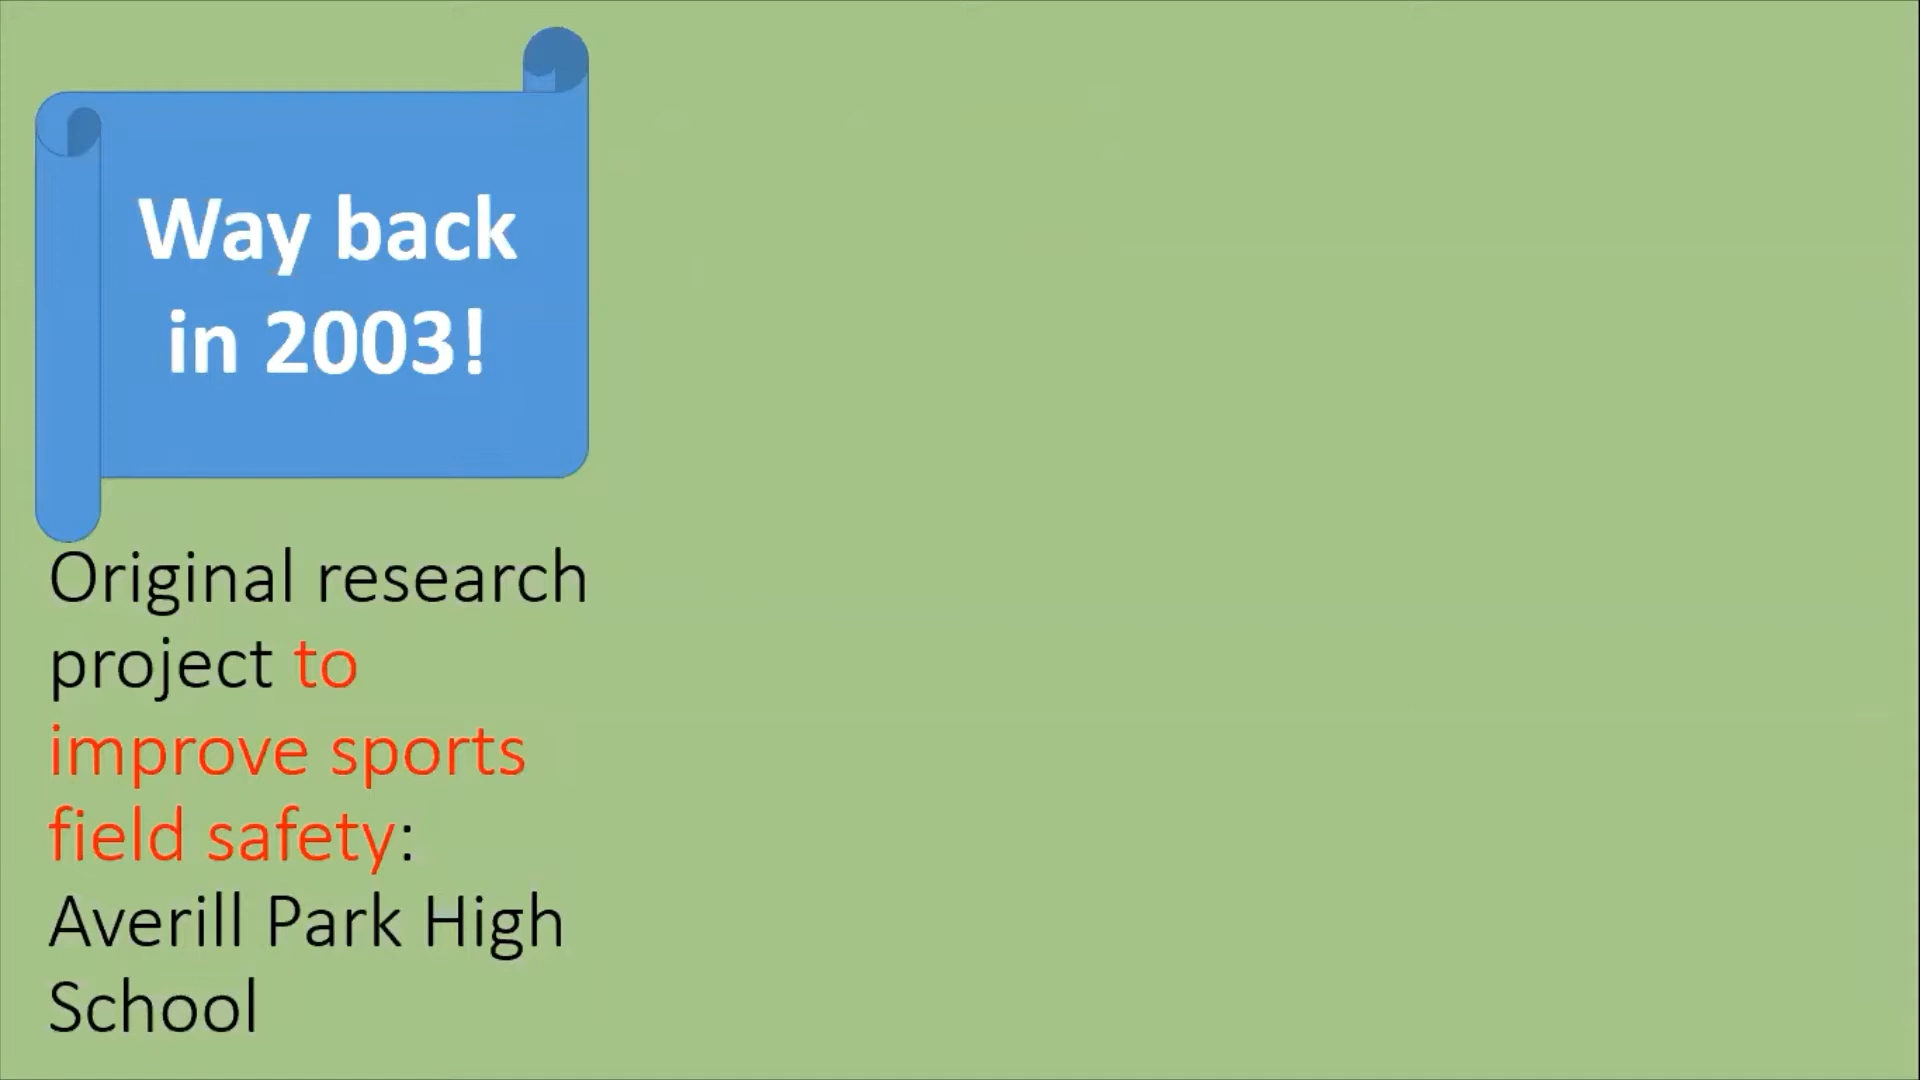 Way back
in 2003!
Original research
project to
improve sports
field safety:
Averill Park High
School